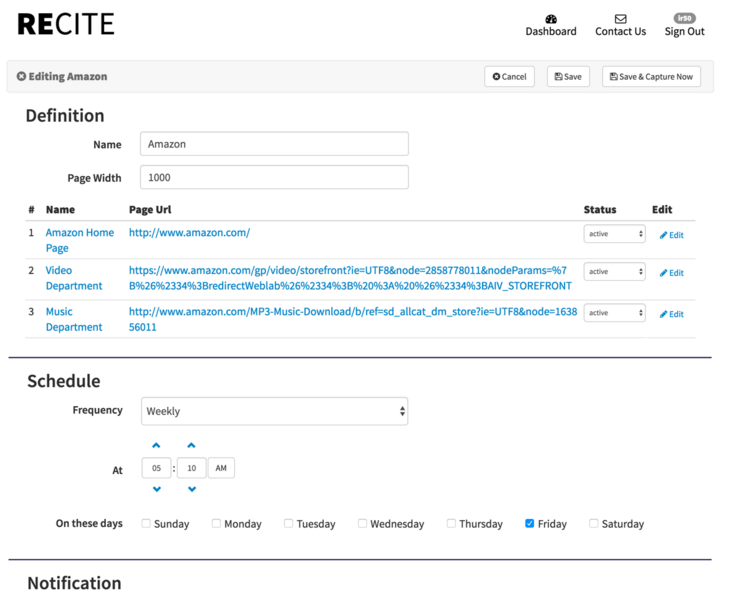 RECITE
Dashboard
Contact Us
lr50
Sign Out
Editing Amazon
Cancel
Save
Save & Capture Now
Definition
Name
Amazon
Page Width
1000
# Name Page Url Status Edit
1 Amazon Home http://www.amazon.com/ active Edit
Page
2 Video https://www.amazon.com/gp/video/storefront?ie=UTF8&node=2858778011&nodeParams=%7 active Edit
Department B%26%2334%3BredirectWeblab%26%2334%3B%20%3A%20%26%2334%3BAIV_STOREFRONT
3 Music http://www.amazon.com/MP3-Music-Download/b/ref=sd_allcat_dm_store?ie=UTF8&node=1638 active Edit
Department 56011
Schedule
Frequency
Weekly
At
05 : 10 AM
On these days Sunday Monday Tuesday Wednesday Thursday Friday Saturday
Notification